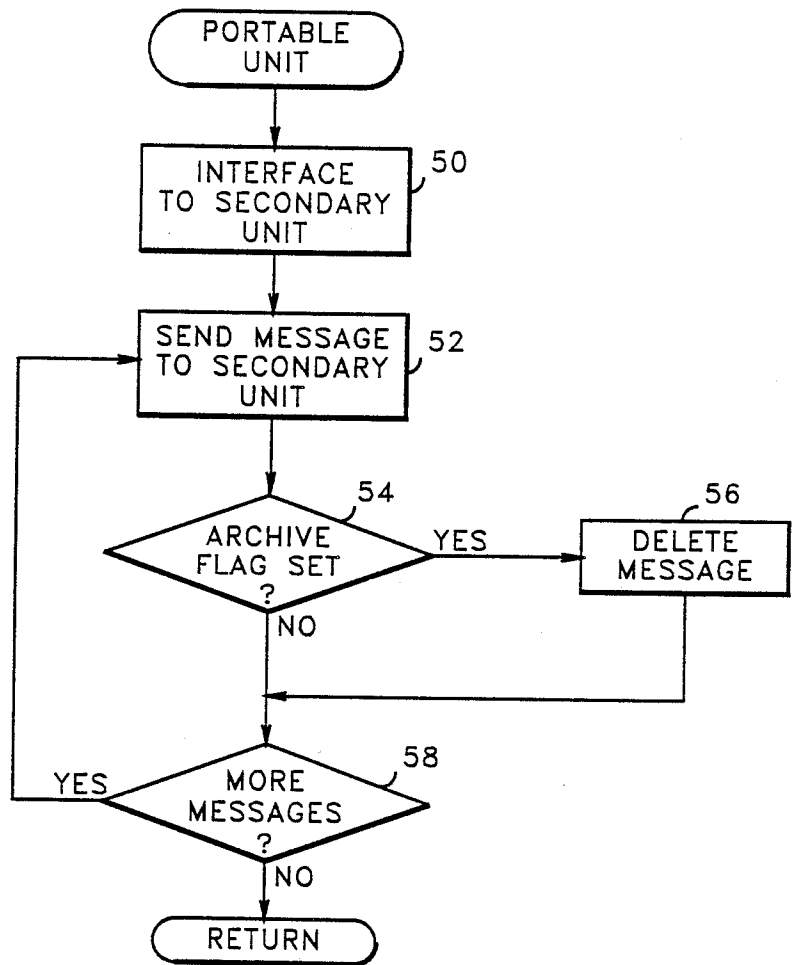 PORTABLE
UNIT
INTERFACE
TO SECONDARY
UNIT
50
SEND MESSAGE
TO SECONDARY
UNIT
52
ARCHIVE
FLAG SET
?
54
YES
DELETE
MESSAGE
56
NO
MORE
MESSAGES
?
58
YES
NO
RETURN